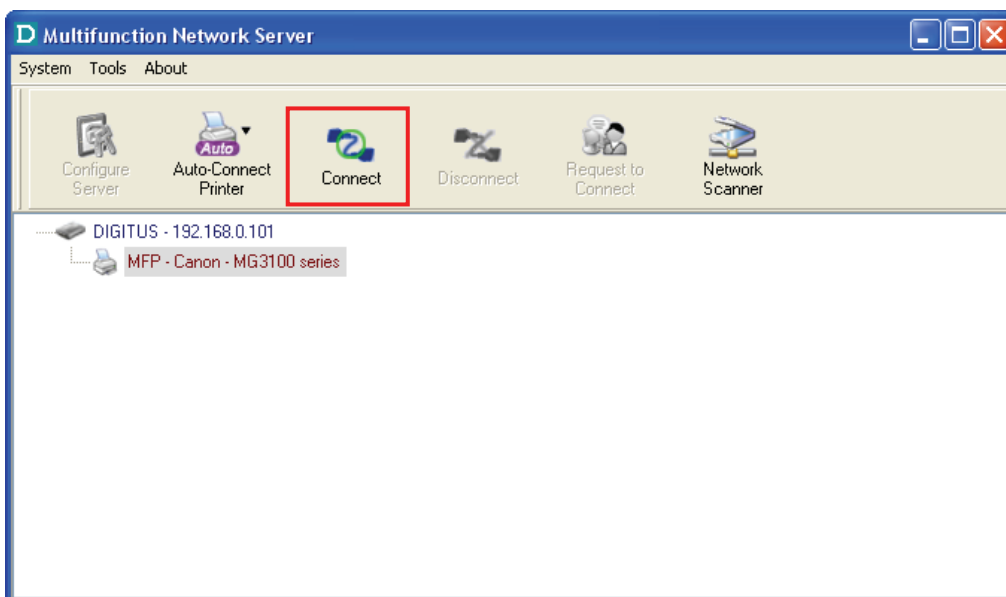 D Multifunction Network Server
System Tools About
Configure Server
Auto Auto-Connect Printer
Connect
Disconnect
Request to Connect
Network Scanner
DIGITUS - 192.168.0.101
MFP - Canon - MG3100 series